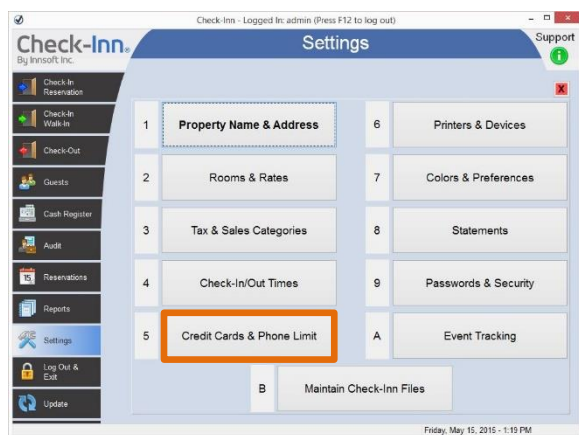 Check-Inn - Logged In: admin (Press F12 to log out)
Check-Inn®
By Innsoft Inc.
Settings
Support
Check-In
Reservation
Check-In
Walk-In
Check-Out
Guests
Cash Register
Audit
15
Reservations
Reports
Settings
Log Out &
Exit
Update
X
1 Property Name & Address
2 Rooms & Rates
3 Tax & Sales Categories
4 Check-In/Out Times
5 Credit Cards & Phone Limit
6 Printers & Devices
7 Colors & Preferences
8 Statements
9 Passwords & Security
A Event Tracking
B Maintain Check-Inn Files
Friday, May 15, 2015 - 1:19 PM